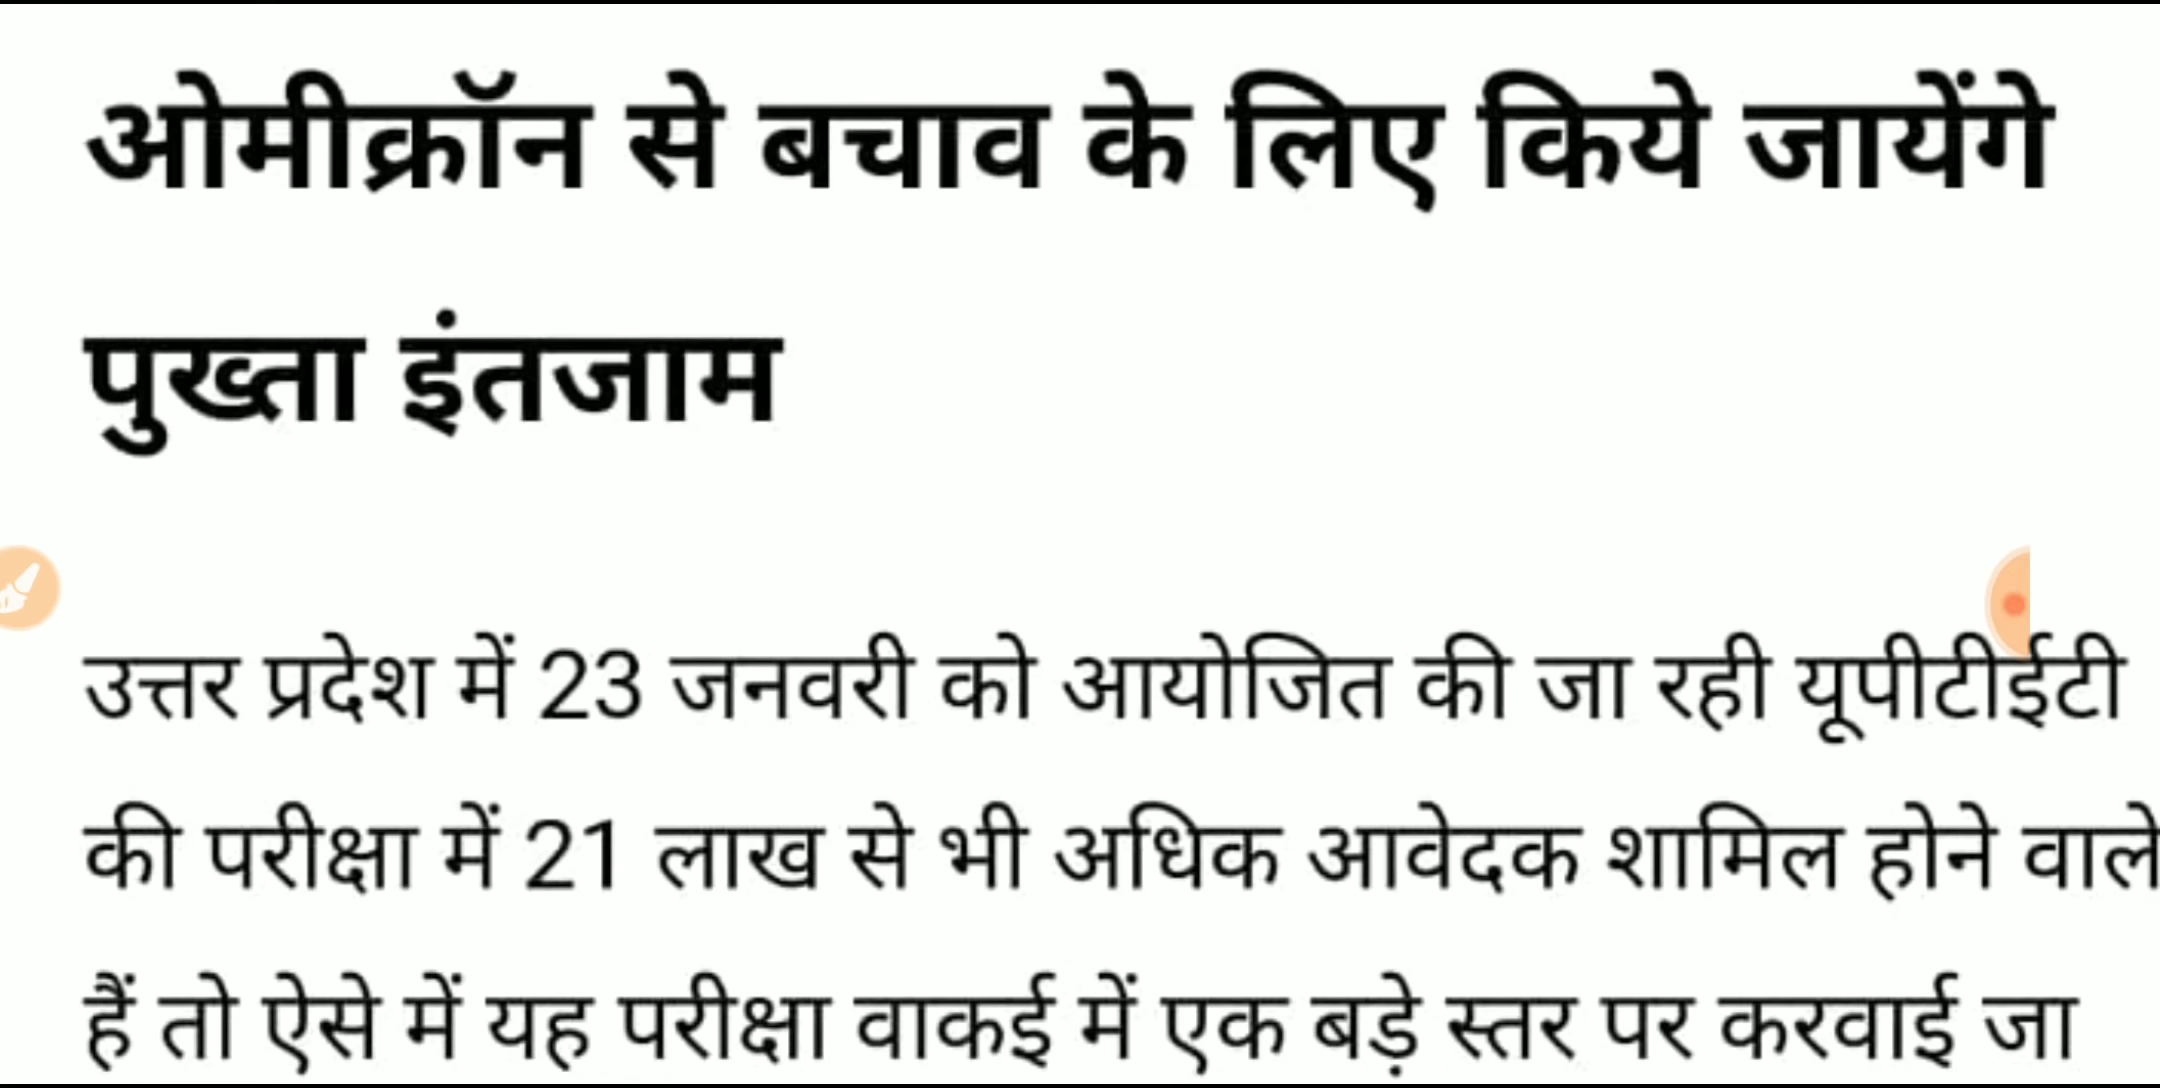 ओमीक्रॉन से बचाव के लिए किये जायेंगे
पुख्ता इंतजाम
उत्तर प्रदेश में 23 जनवरी को आयोजित की जा रही यूपीटीईटी
की परीक्षा में 21 लाख से भी अधिक आवेदक शामिल होने वाले
हैं तो ऐसे में यह परीक्षा वाकई में एक बड़े स्तर पर करवाई जा